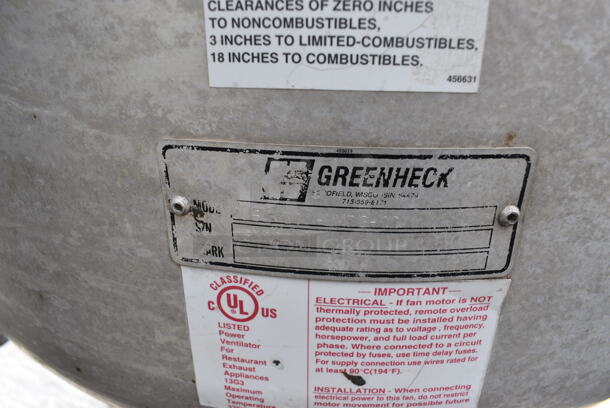 CLEARANCES OF ZERO INCHES
TO NONCOMBUSTIBLES,
3 INCHES TO LIMITED-COMBUSTIBLES,
18 INCHES TO COMBUSTIBLES.
456631
GREENHECK
S/N
CLASSIFIED
C UL US
LISTED
Power
Ventilator
For
Restaurant
Exhaust
Appliances
13G3
Maximum
Operating
Temperature
IMPORTANT
ELECTRICAL - If fan motor is NOT
thermally protected, remote overload
protection must be installed having
adequate rating as to voltage, frequency,
horsepower, and full load current per
phase. Where connected to a circuit
protected by fuses, use time delay fuses.
For supply connection use wires rated for
at least 90°C(194°F).
INSTALLATION - When connecting
electrical power to this fan, do not restrict
motor movement for possible future